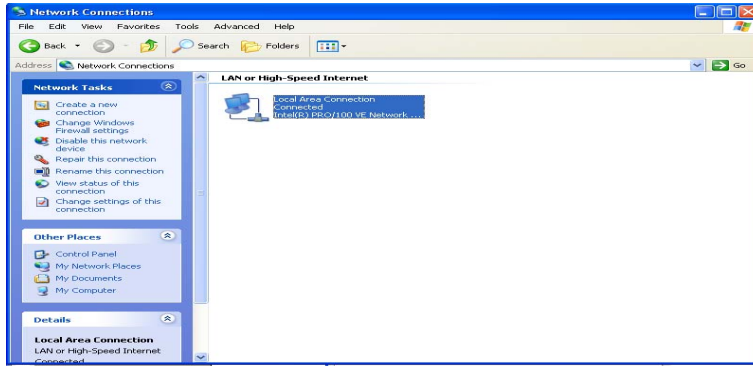 Network Connections
File Edit View Favorites Tools Advanced Help
Back Search Folders
Address Network Connections Go
Network Tasks
Create a new
connection
Change Windows
Firewall settings
Disable this network
device
Repair this connection
Rename this connection
View status of this
connection
Change settings of this
connection
Other Places
Control Panel
My Network Places
My Documents
My Computer
Details
Local Area Connection
LAN or High-Speed Internet
Connected
LAN or High-Speed Internet
Local Area Connection
Connected
Intel(R) PRO/100 VE Network ...